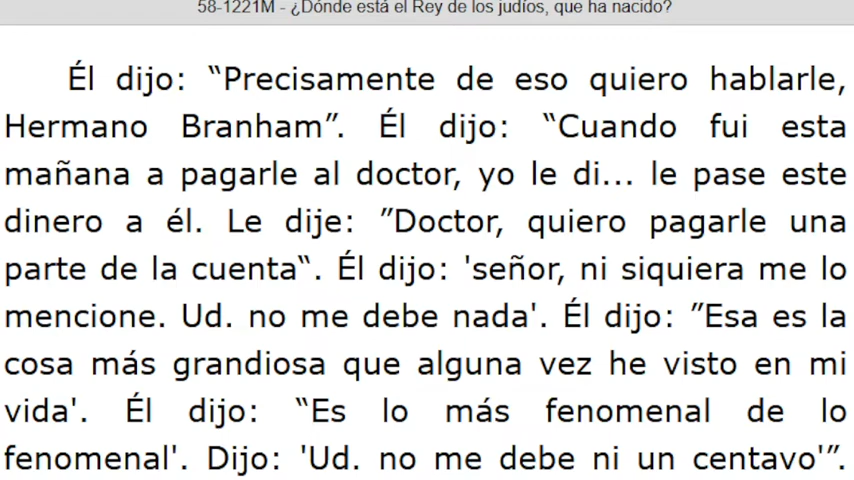 58-1221M - ¿Dónde está el Rey de los judíos, que ha nacido?
Él dijo: “Precisamente de eso quiero hablarle,
Hermano Branham”. Él dijo: “Cuando fui esta
mañana a pagarle al doctor, yo le di... le pase este
dinero a él. Le dije: ”Doctor, quiero pagarle una
parte de la cuenta“. Él dijo: 'señor, ni siquiera me lo
mencione. Ud. no me debe nada'. Él dijo: ”Esa es la
cosa más grandiosa que alguna vez he visto en mi
vida'. Él dijo: “Es lo más fenomenal de lo
fenomenal'. Dijo: 'Ud. no me debe ni un centavo'”.